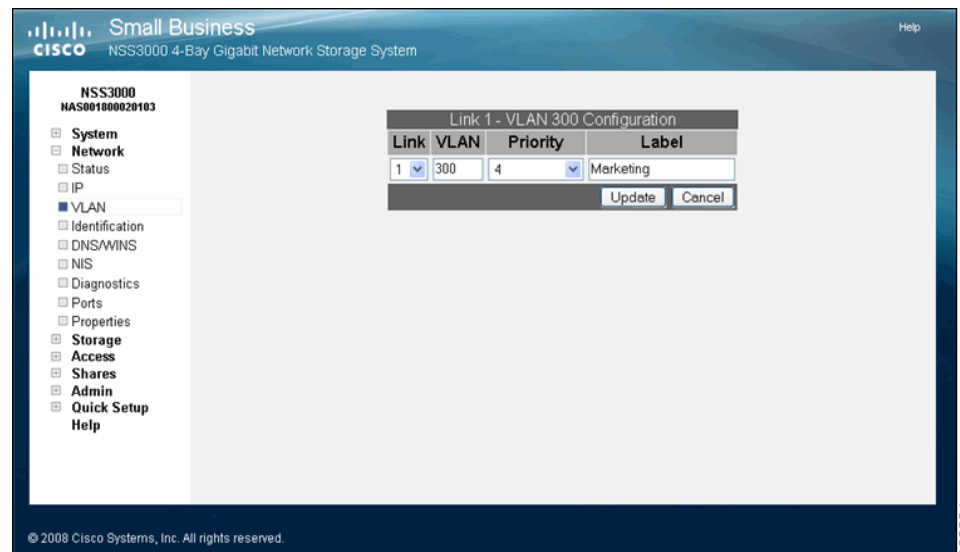 Small Business
Help
CISCO
NSS3000 4-Bay Gigabit Network Storage System
NSS3000
NAS001800020103
System
Network
Status
IP
VLAN
Identification
DNS/WINS
NIS
Diagnostics
Ports
Properties
Storage
Access
Shares
Admin
Quick Setup
Help
Link 1 - VLAN 300 Configuration
Link VLAN Priority Label
1 300 4 Marketing
Update Cancel
© 2008 Cisco Systems, Inc. All rights reserved.